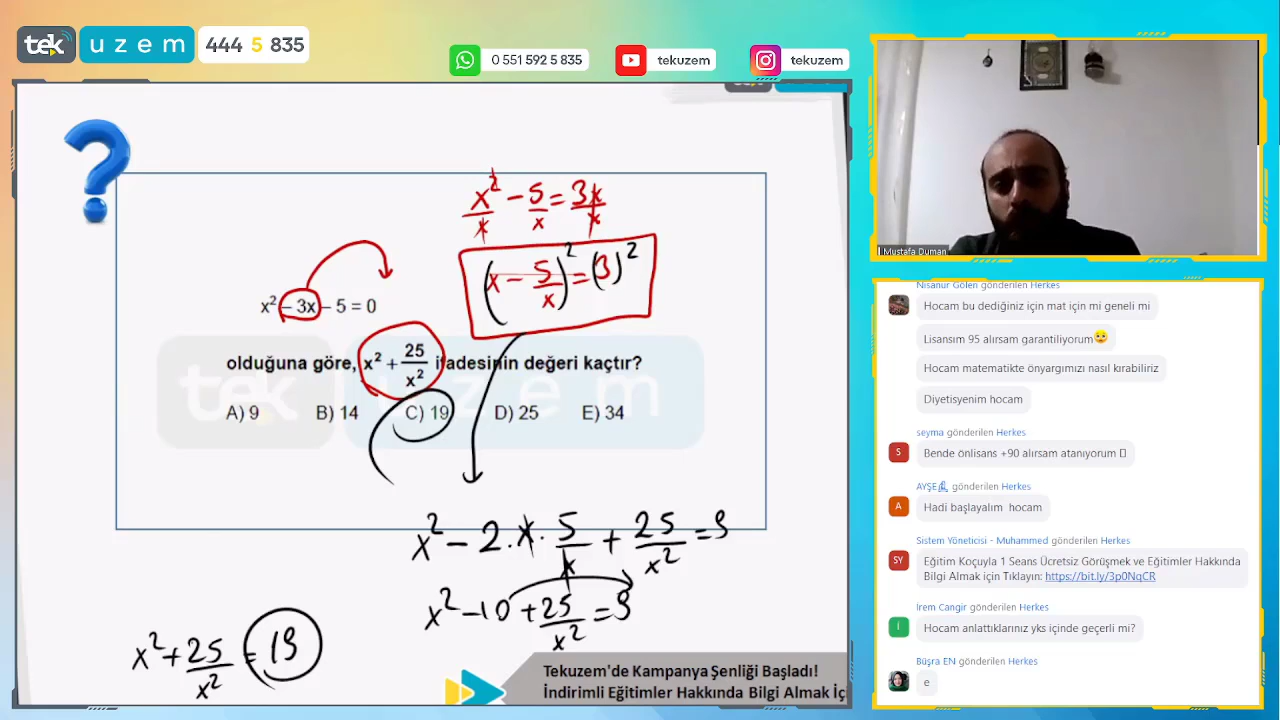 tek
uzem
444 5 835
0 551 592 5 835
tekuzem
tekuzem
x²/x - 5/x = 3x/x
(x - 5/x)² = (3)²
x² - 3x - 5 = 0
olduğuna göre, x² + 25/x² ifadesinin değeri kaçtır?
A) 9 B) 14 C) 19 D) 25 E) 34
tek uzem
x² - 2.x.5/x + 25/x² = 9
x² - 10 + 25/x² = 9
x² + 25/x² = 19
Tekuzem'de Kampanya Şenliği Başladı!
İndirimli Eğitimler Hakkında Bilgi Almak İç
Mustafa Duman
Nisanur Gölen gönderilen Herkes
Hocam bu dediğiniz için mat için mi geneli mi
Lisansım 95 alırsam garantiliyorum
Hocam matematikte önyargımızı nasıl kırabiliriz
Diyetisyenim hocam
seyma gönderilen Herkes
S
Bende önlisans +90 alırsam atanıyorum
AYŞE gönderilen Herkes
A
Hadi başlayalım hocam
Sistem Yöneticisi - Muhammed gönderilen Herkes
SY
Eğitim Koçuyla 1 Seans Ücretsiz Görüşmek ve Eğitimler Hakkında
Bilgi Almak için Tıklayın: https://bit.ly/3p0NqCR
İrem Cangir gönderilen Herkes
İ
Hocam anlattıklarınız yks içinde geçerli mi?
Büşra EN gönderilen Herkes
e